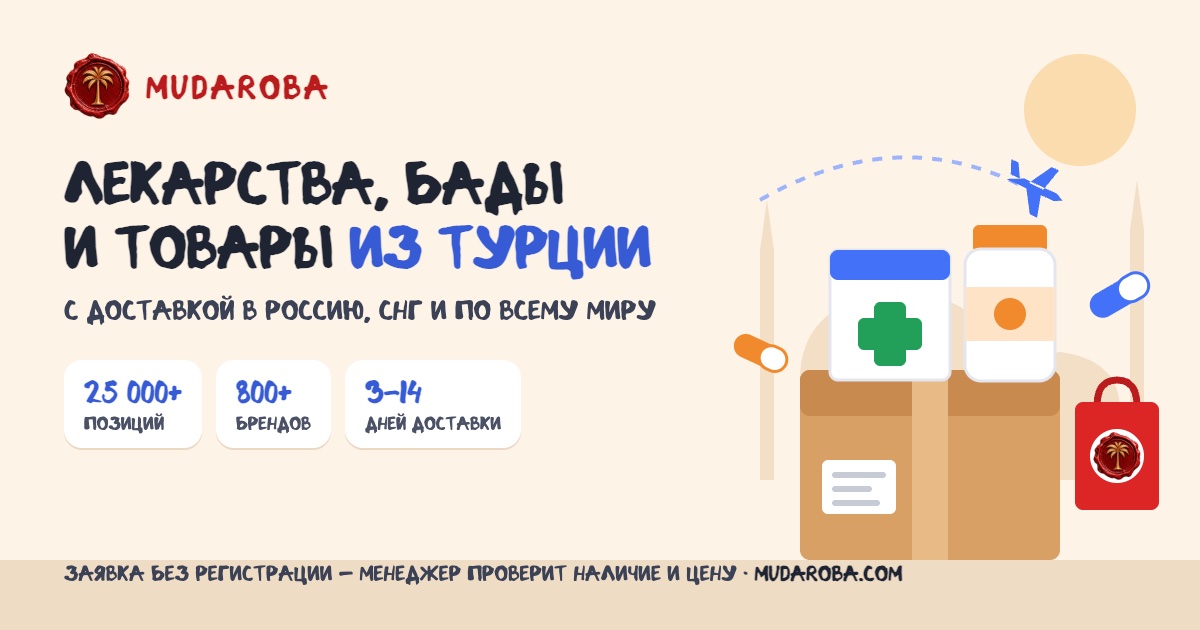 MUDAROBA
ЛЕКАРСТВА, БАДЫ
И ТОВАРЫ ИЗ ТУРЦИИ
С ДОСТАВКОЙ В РОССИЮ, СНГ И ПО ВСЕМУ МИРУ
25 000+
ПОЗИЦИЙ
800+
БРЕНДОВ
3–14
ДНЕЙ ДОСТАВКИ
ЗАЯВКА БЕЗ РЕГИСТРАЦИИ — МЕНЕДЖЕР ПРОВЕРИТ НАЛИЧИЕ И ЦЕНУ · MUDAROBA.COM